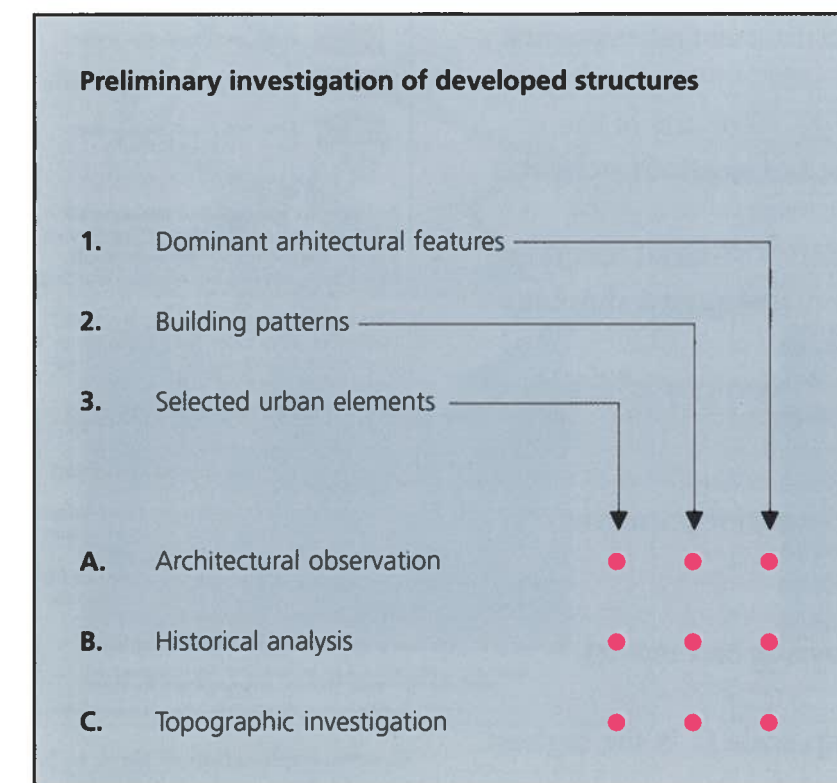 Preliminary investigation of developed structures
1. Dominant arhitectural features
2. Building patterns
3. Selected urban elements
A. Architectural observation
B. Historical analysis
C. Topographic investigation